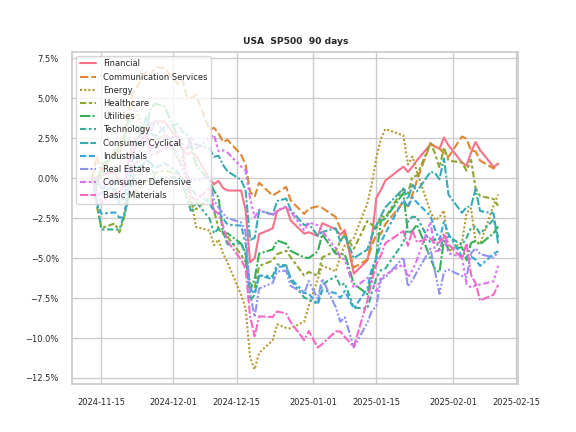 USA SP500 90 days
7.5%
5.0%
2.5%
0.0%
−2.5%
−5.0%
−7.5%
−10.0%
−12.5%
Financial
Communication Services
Energy
Healthcare
Utilities
Technology
Consumer Cyclical
Industrials
Real Estate
Consumer Defensive
Basic Materials
2024-11-15
2024-12-01
2024-12-15
2025-01-01
2025-01-15
2025-02-01
2025-02-15